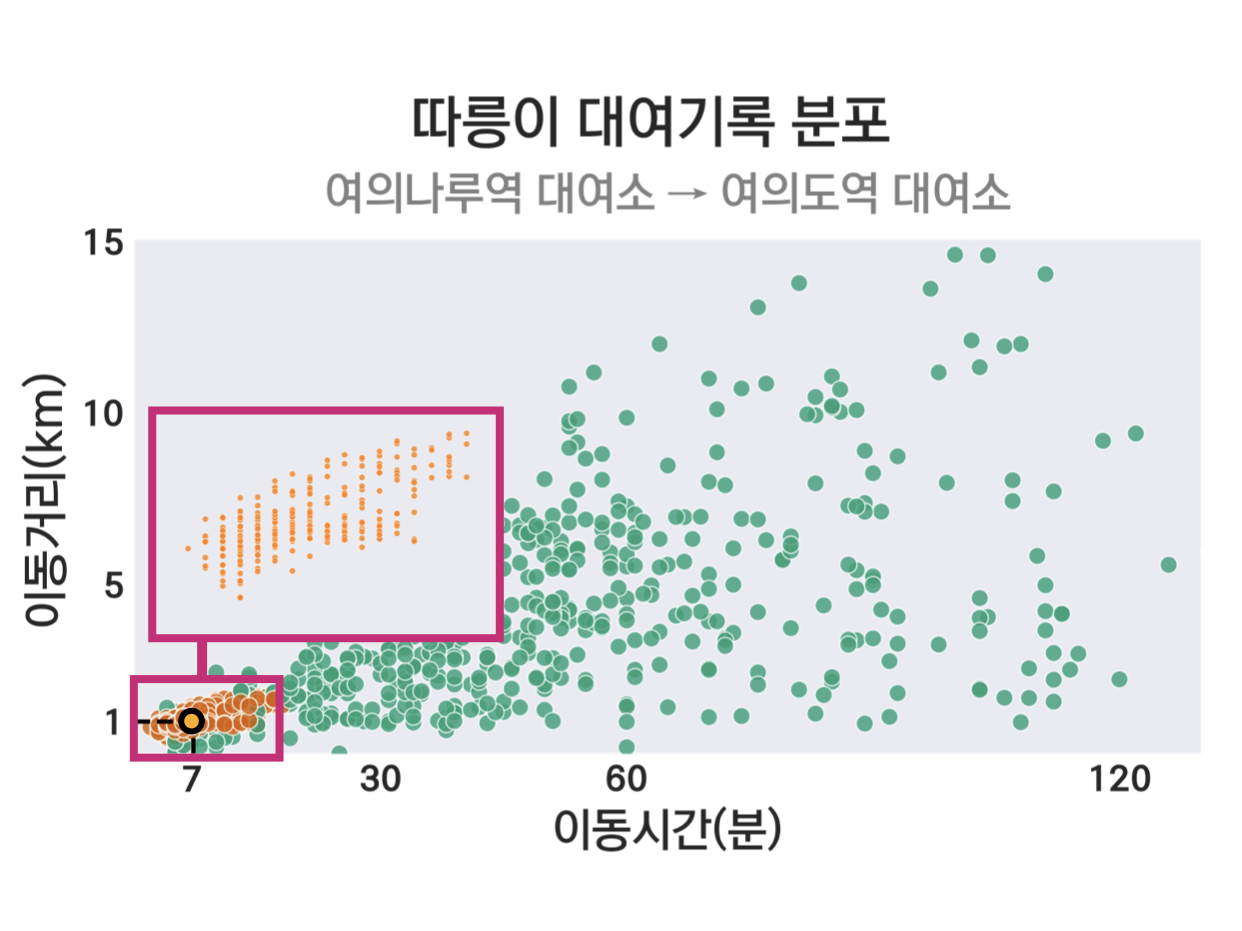 따릉이 대여기록 분포
여의나루역 대여소 → 여의도역 대여소
15
10
5
1
이동거리(km)
7 30 60 120
이동시간(분)